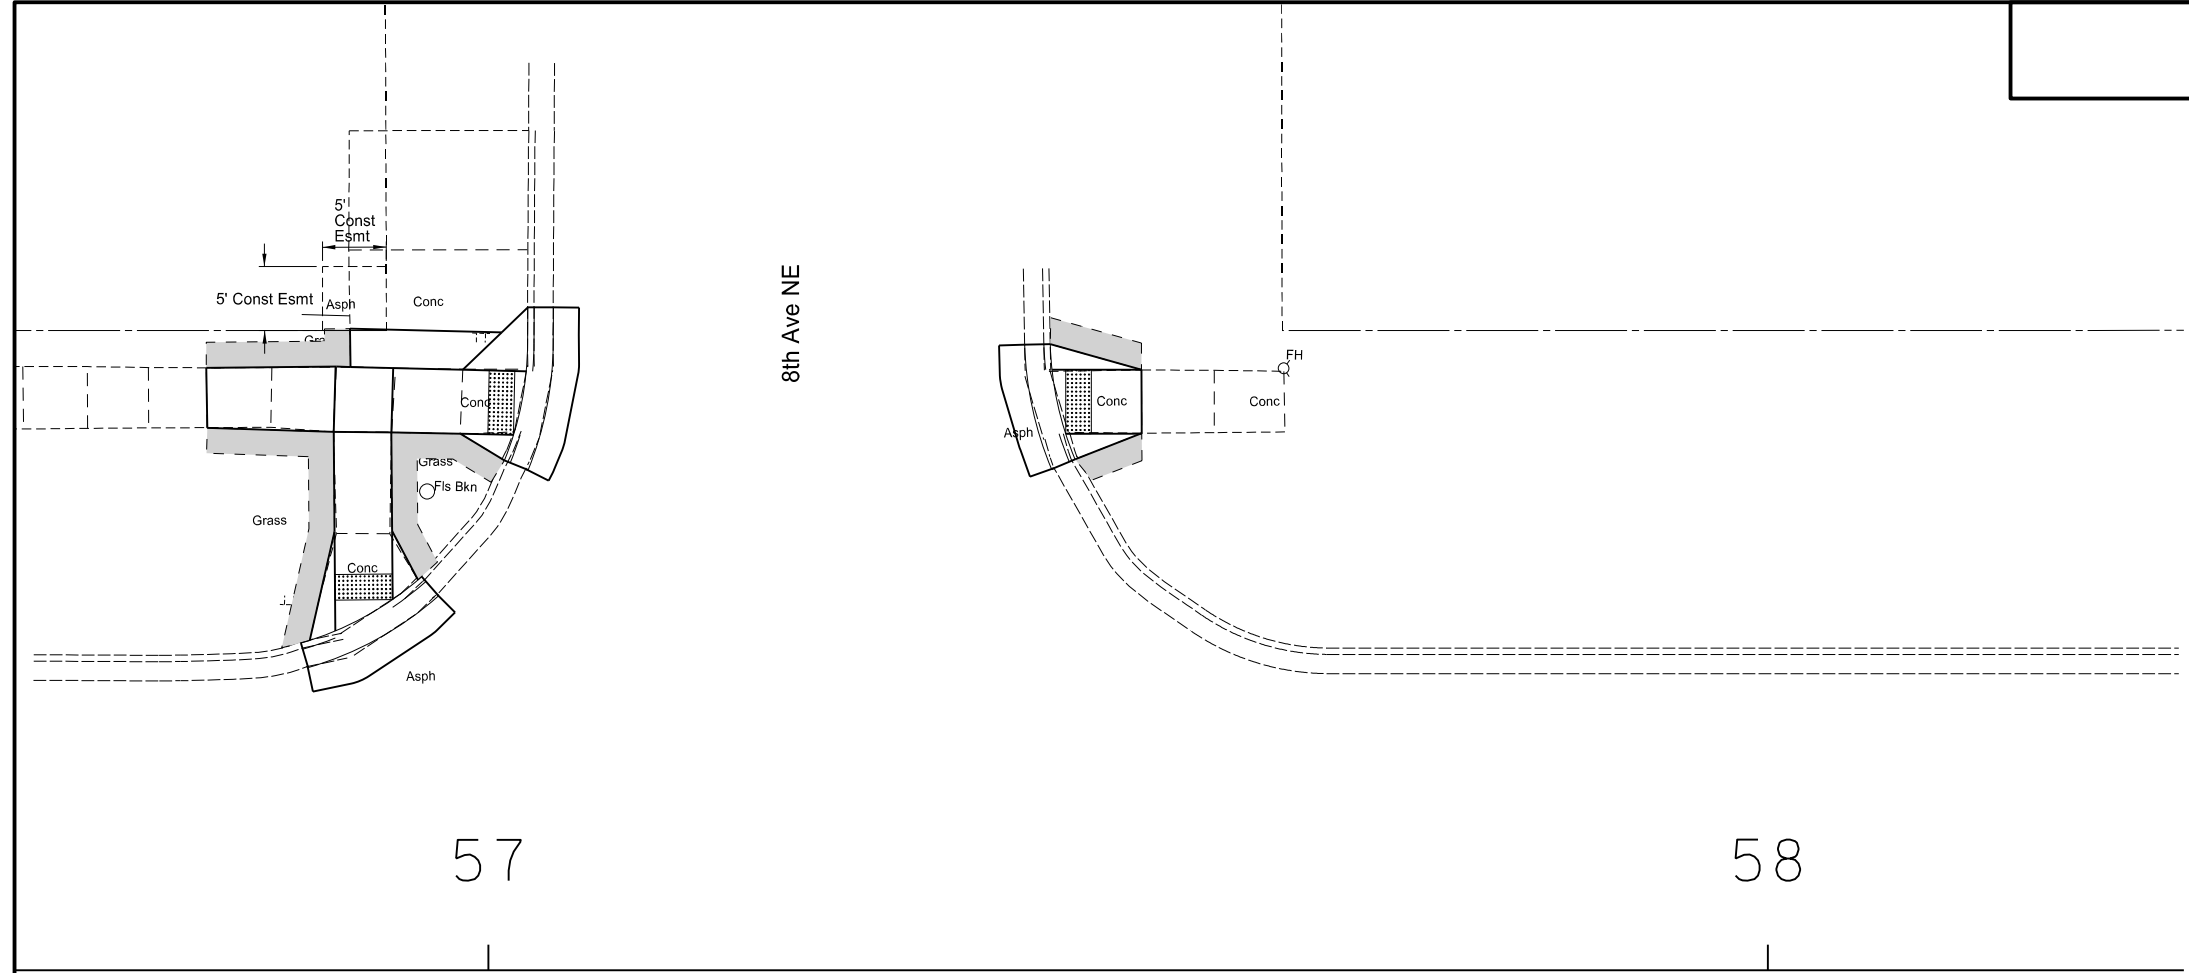 5'
Const
Esmt
5' Const Esmt
Asph
Conc
Gra
8th Ave NE
FH
Conc
Conc
Conc
Asph
Grass
Fls Bkn
Grass
Conc
Asph
57
58